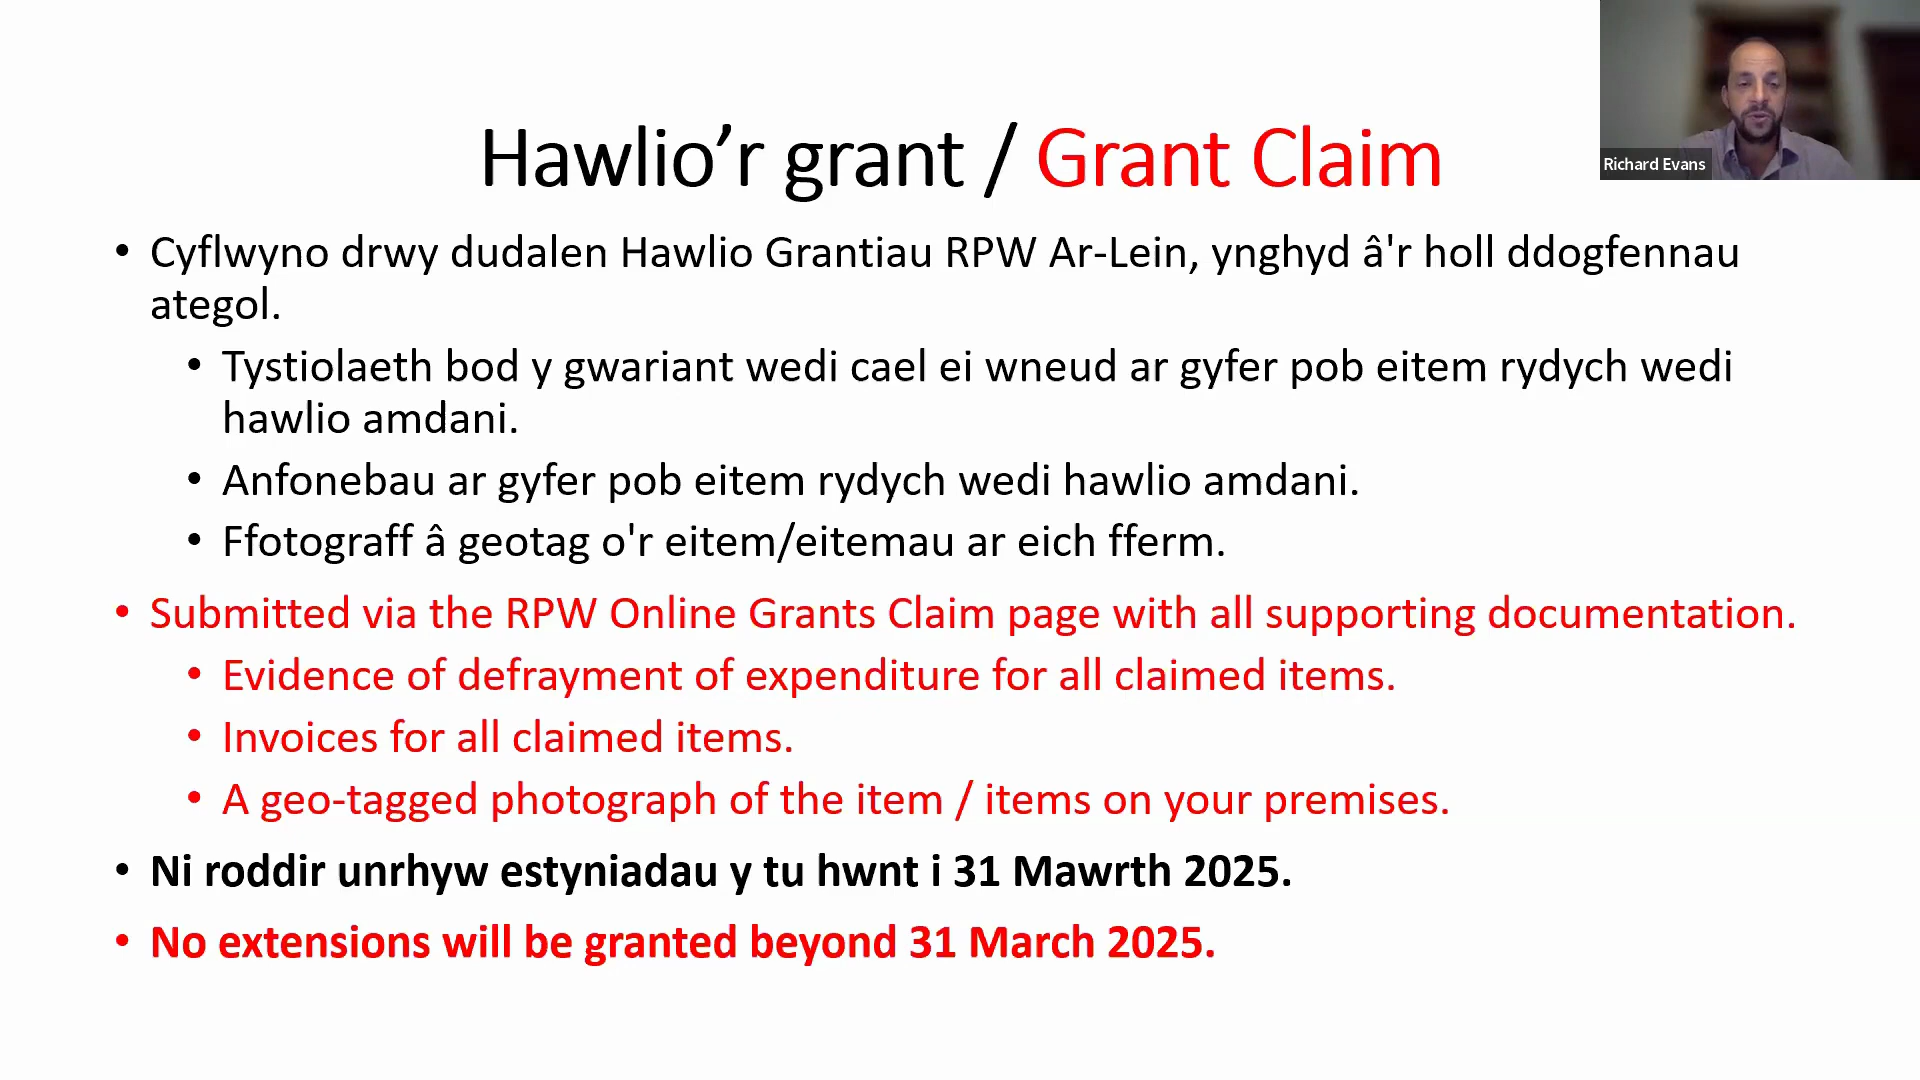 Hawlio’r grant / Grant Claim
Richard Evans
• Cyflwyno drwy dudalen Hawlio Grantiau RPW Ar-Lein, ynghyd â'r holl ddogfennau
ategol.
• Tystiolaeth bod y gwariant wedi cael ei wneud ar gyfer pob eitem rydych wedi
hawlio amdani.
• Anfonebau ar gyfer pob eitem rydych wedi hawlio amdani.
• Ffotograff â geotag o'r eitem/eitemau ar eich fferm.
• Submitted via the RPW Online Grants Claim page with all supporting documentation.
• Evidence of defrayment of expenditure for all claimed items.
• Invoices for all claimed items.
• A geo-tagged photograph of the item / items on your premises.
• Ni roddir unrhyw estyniadau y tu hwnt i 31 Mawrth 2025.
• No extensions will be granted beyond 31 March 2025.